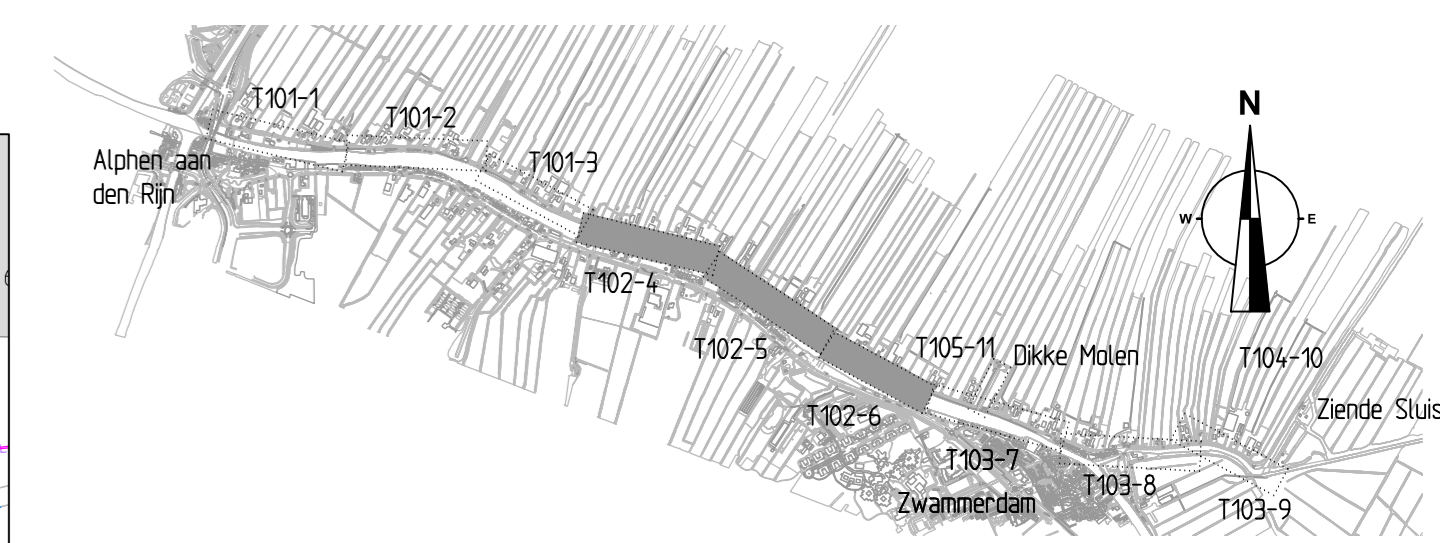 T101-1
T101-2
T101-3
Alphen aan
den Rijn
T102-4
T102-5
T102-6
T105-11
Dikke Molen
T104-10
Ziende Sluis
T103-7
T103-8
T103-9
Zwammerdam
N
W
E